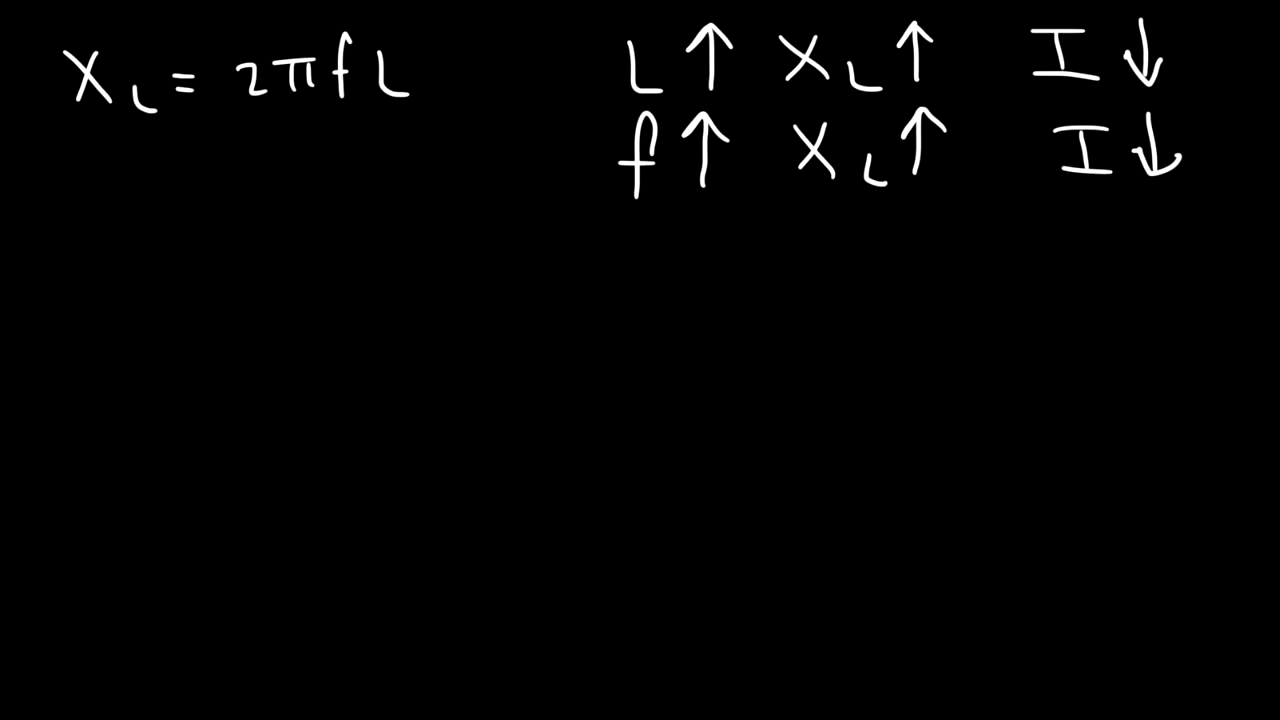 X_L = 2πfL
L↑ X_L↑ I↓
f↑ X_L↑ I↓